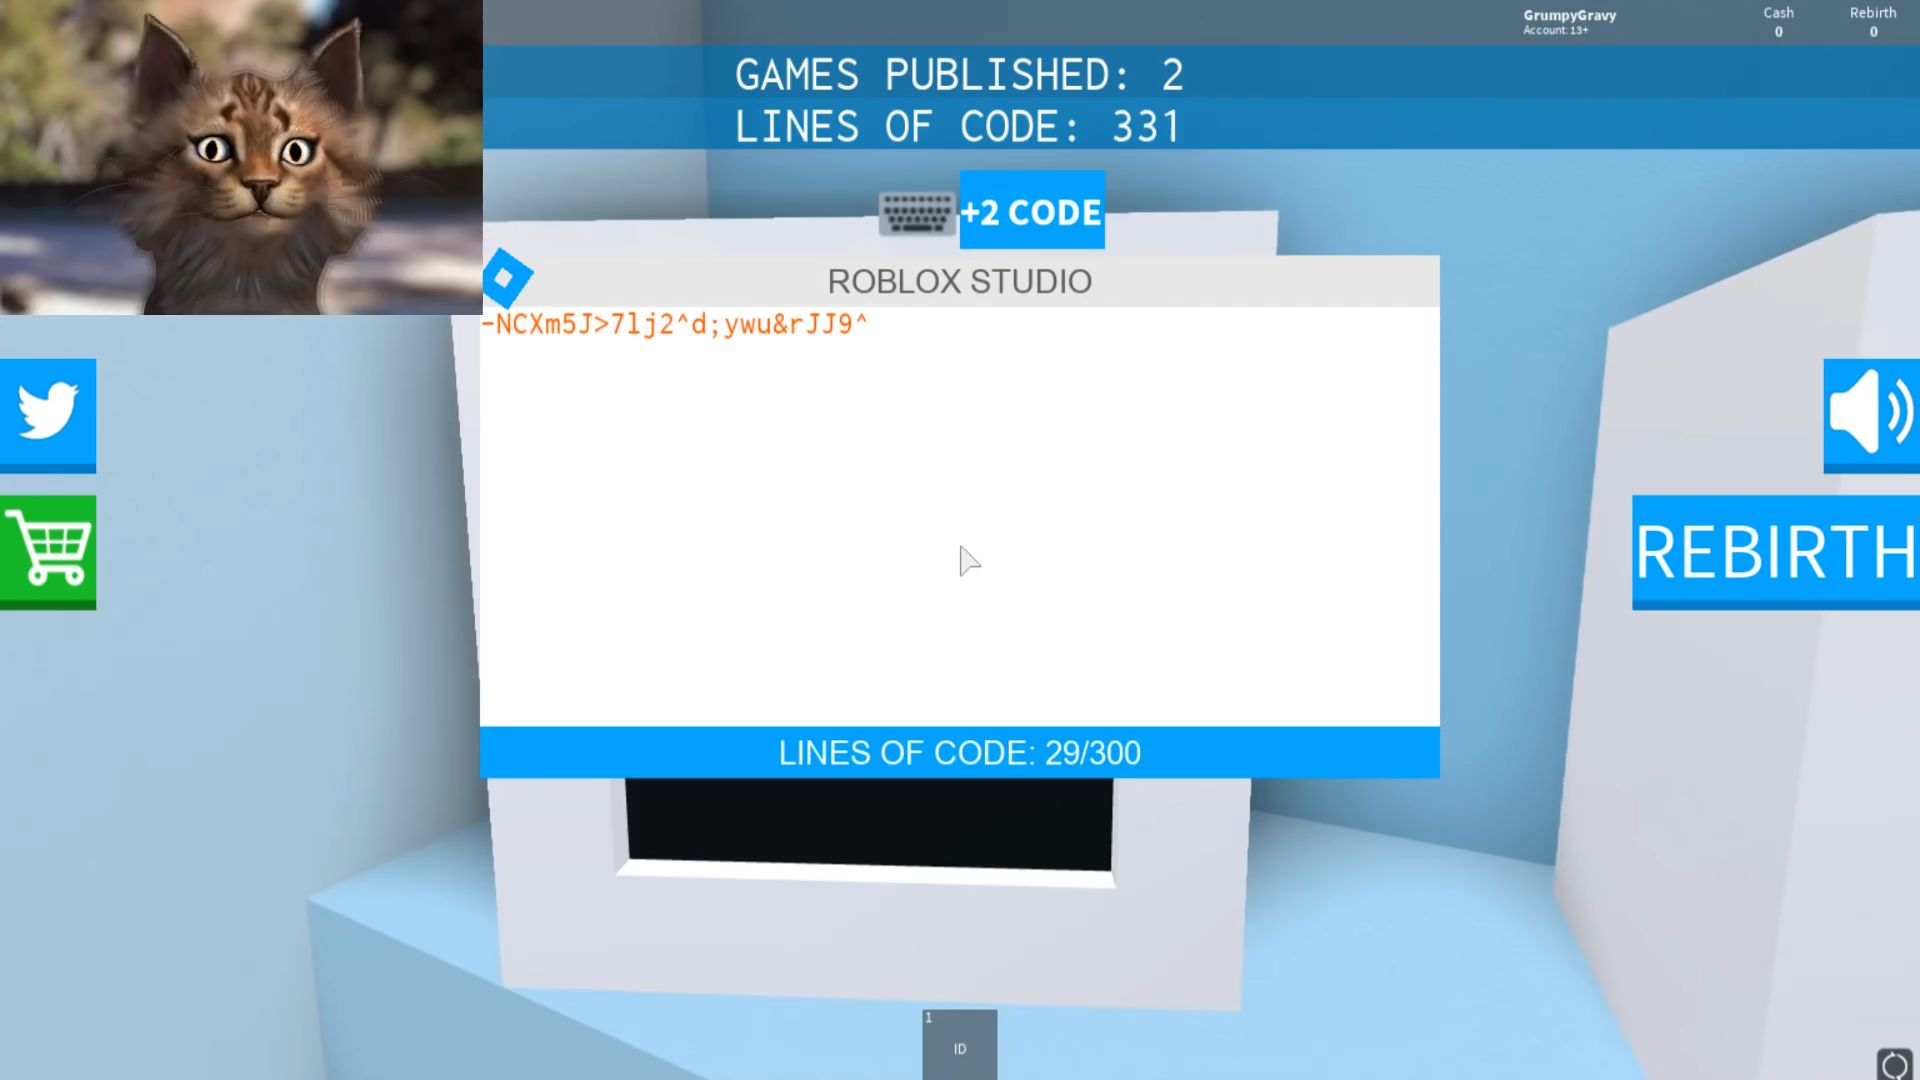 GrumpyGravy
Account: 13+
Cash
0
Rebirth
0
GAMES PUBLISHED: 2
LINES OF CODE: 331
+2 CODE
ROBLOX STUDIO
-NCXm5J>7lj2^d;ywu&rJJ9^
REBIRTH
LINES OF CODE: 29/300
1
ID